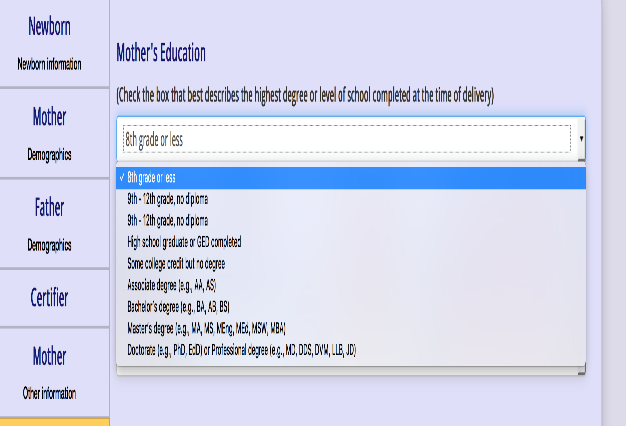 Newborn
Newborn information
Mother
Demographics
Father
Demographics
Certifier
Mother
Other information
Mother's Education
(Check the box that best describes the highest degree or level of school completed at the time of delivery)
8th grade or less
✓ 8th grade or less
9th - 12th grade, no diploma
9th - 12th grade, no diploma
High school graduate or GED completed
Some college credit but no degree
Associate degree (e.g., AA, AS)
Bachelor's degree (e.g., BA, AB, BS)
Master's degree (e.g., MA, MS, MEng, MEd, MSW, MBA)
Doctorate (e.g., PhD, EdD) or Professional degree (e.g., MD, DDS, DVM, LLB, JD)